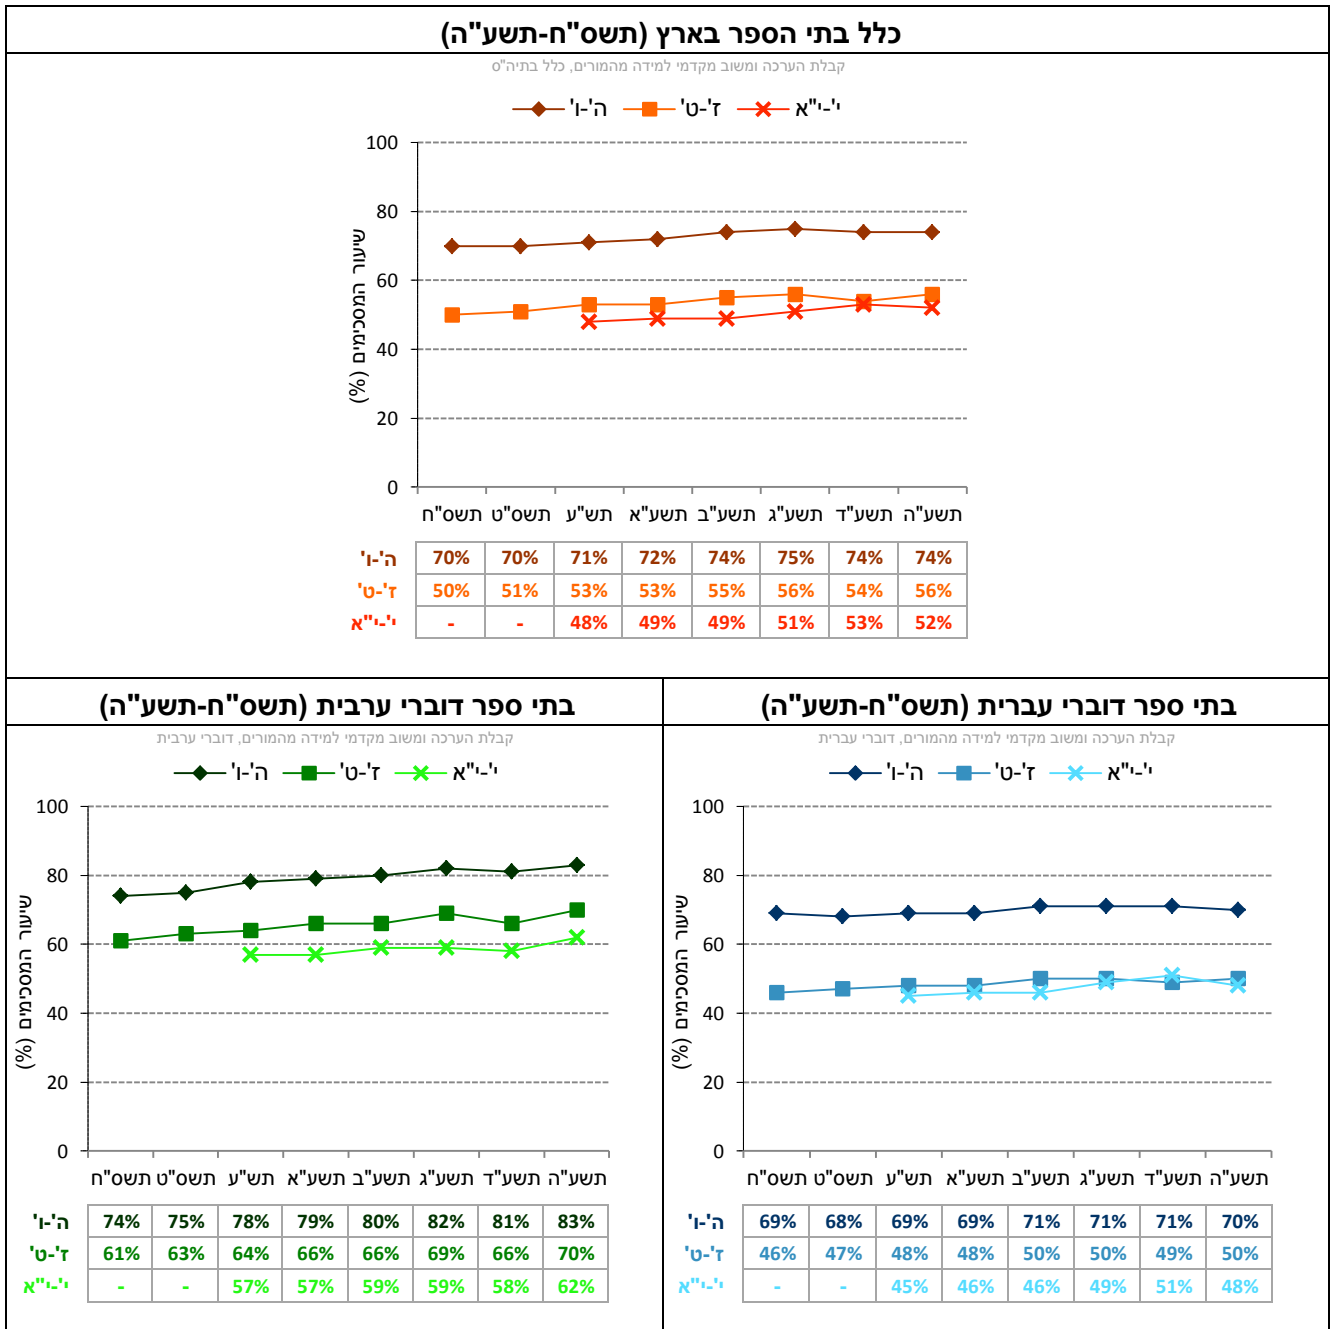 כלל בתי הספר בארץ (תשס"ח-תשע"ה)
קבלת הערכה ומשוב מקדמי למידה מהמורים, כלל בתיה"ס
ה'-ו' ז'-ט' י'-י"א
שיעור המסכימים (%)
100
80
60
40
20
0
תשס"ח תשס"ט תש"ע תשע"א תשע"ב תשע"ג תשע"ד תשע"ה
ה'-ו' 70% 70% 71% 72% 74% 75% 74% 74%
ז'-ט' 50% 51% 53% 53% 55% 56% 54% 56%
י'-י"א - - 48% 49% 49% 51% 53% 52%
בתי ספר דוברי עברית (תשס"ח-תשע"ה)
קבלת הערכה ומשוב מקדמי למידה מהמורים, דוברי עברית
ה'-ו' ז'-ט' י'-י"א
שיעור המסכימים (%)
100
80
60
40
20
0
תשס"ח תשס"ט תש"ע תשע"א תשע"ב תשע"ג תשע"ד תשע"ה
ה'-ו' 69% 68% 69% 69% 71% 71% 71% 70%
ז'-ט' 46% 47% 48% 48% 50% 50% 49% 50%
י'-י"א - - 45% 46% 46% 49% 51% 48%
בתי ספר דוברי ערבית (תשס"ח-תשע"ה)
קבלת הערכה ומשוב מקדמי למידה מהמורים, דוברי ערבית
ה'-ו' ז'-ט' י'-י"א
שיעור המסכימים (%)
100
80
60
40
20
0
תשס"ח תשס"ט תש"ע תשע"א תשע"ב תשע"ג תשע"ד תשע"ה
ה'-ו' 74% 75% 78% 79% 80% 82% 81% 83%
ז'-ט' 61% 63% 64% 66% 66% 69% 66% 70%
י'-י"א - - 57% 57% 59% 59% 58% 62%